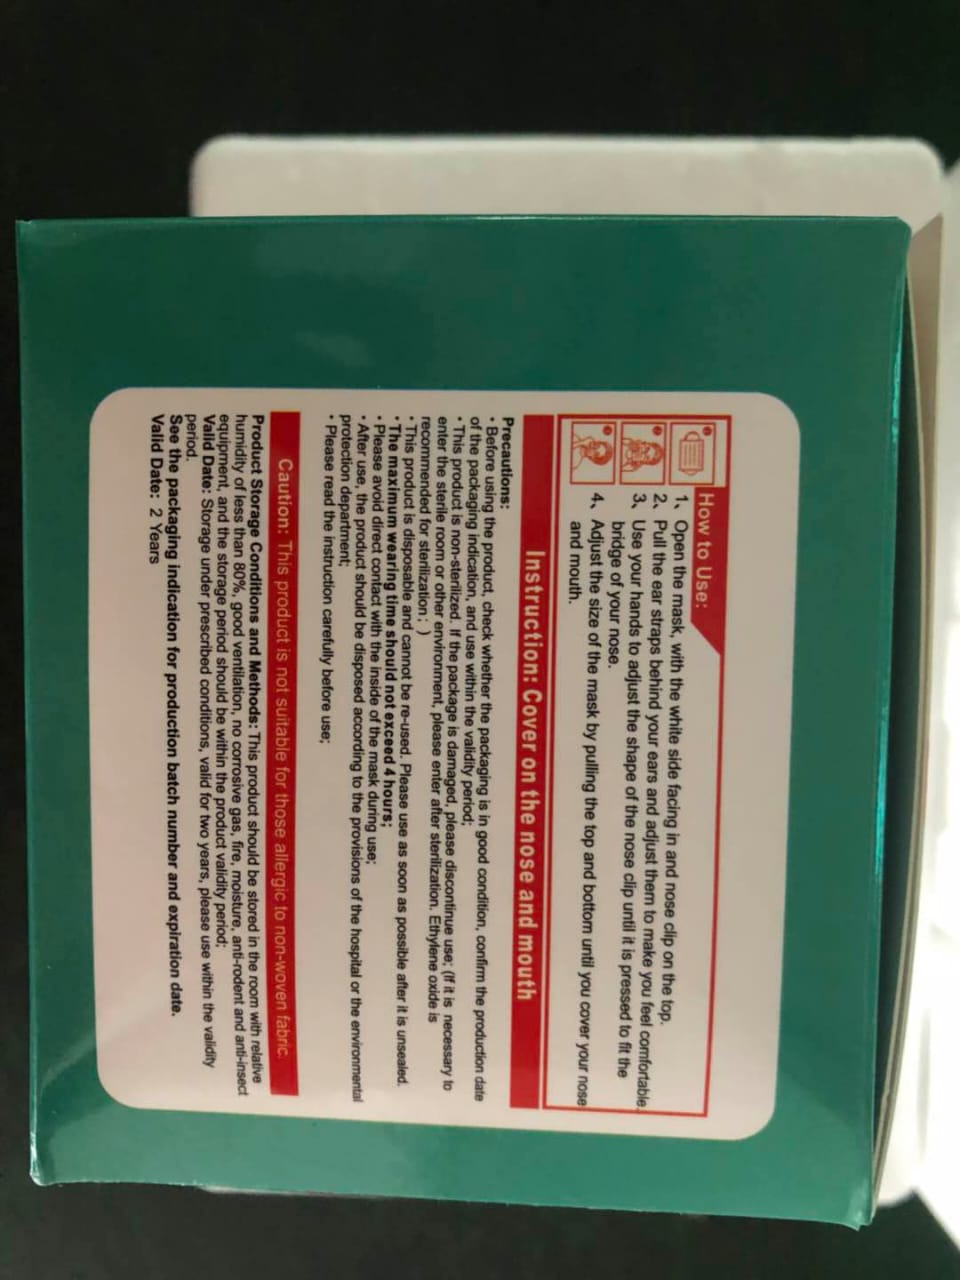 How to Use:
1、Open the mask, with the white side facing in and nose clip on the top.
2、Pull the ear straps behind your ears and adjust them to make you feel comfortable.
3、Use your hands to adjust the shape of the nose clip until it is pressed to fit the
bridge of your nose.
4、Adjust the size of the mask by pulling the top and bottom until you cover your nose
and mouth.
Instruction: Cover on the nose and mouth
Precautions:
• Before using the product, check whether the packaging is in good condition, confirm the production date
of the packaging indication, and use within the validity period;
• This product is non-sterilized. If the package is damaged, please discontinue use; (If it is necessary to
enter the sterile room or other environment, please enter after sterilization. Ethylene oxide is
recommended for sterilization; )
• This product is disposable and cannot be re-used. Please use as soon as possible after it is unsealed.
• The maximum wearing time should not exceed 4 hours;
• Please avoid direct contact with the inside of the mask during use;
• After use, the product should be disposed according to the provisions of the hospital or the environmental
protection department;
• Please read the instruction carefully before use;
Caution: This product is not suitable for those allergic to non-woven fabric.
Product Storage Conditions and Methods: This product should be stored in the room with relative
humidity of less than 80%, good ventilation, no corrosive gas, fire, moisture, anti-rodent and anti-insect
equipment, and the storage period should be within the product validity period;
Valid Date: Storage under prescribed conditions, valid for two years, please use within the validity
period.
See the packaging indication for production batch number and expiration date.
Valid Date: 2 Years